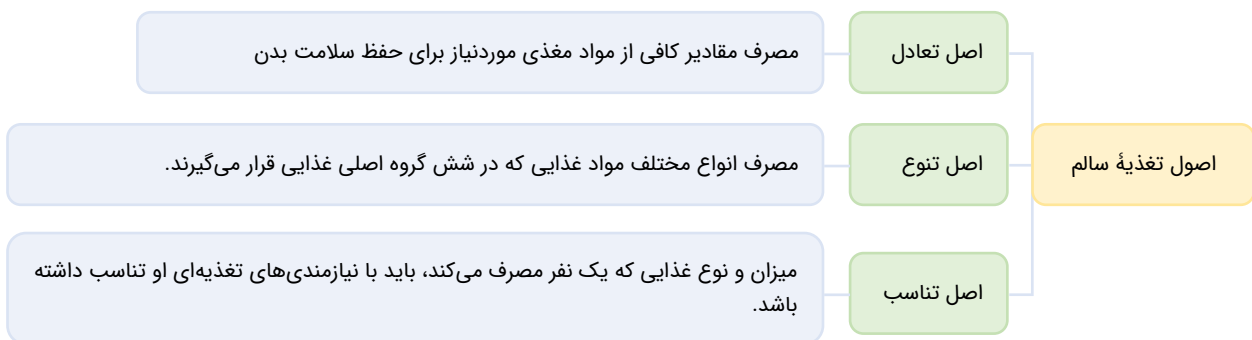 اصول تغذیهٔ سالم
اصل تعادل
مصرف مقادیر کافی از مواد مغذی موردنیاز برای حفظ سلامت بدن
اصل تنوع
مصرف انواع مختلف مواد غذایی که در شش گروه اصلی غذایی قرار می‌گیرند.
اصل تناسب
میزان و نوع غذایی که یک نفر مصرف می‌کند، باید با نیازمندی‌های تغذیه‌ای او تناسب داشته
باشد.